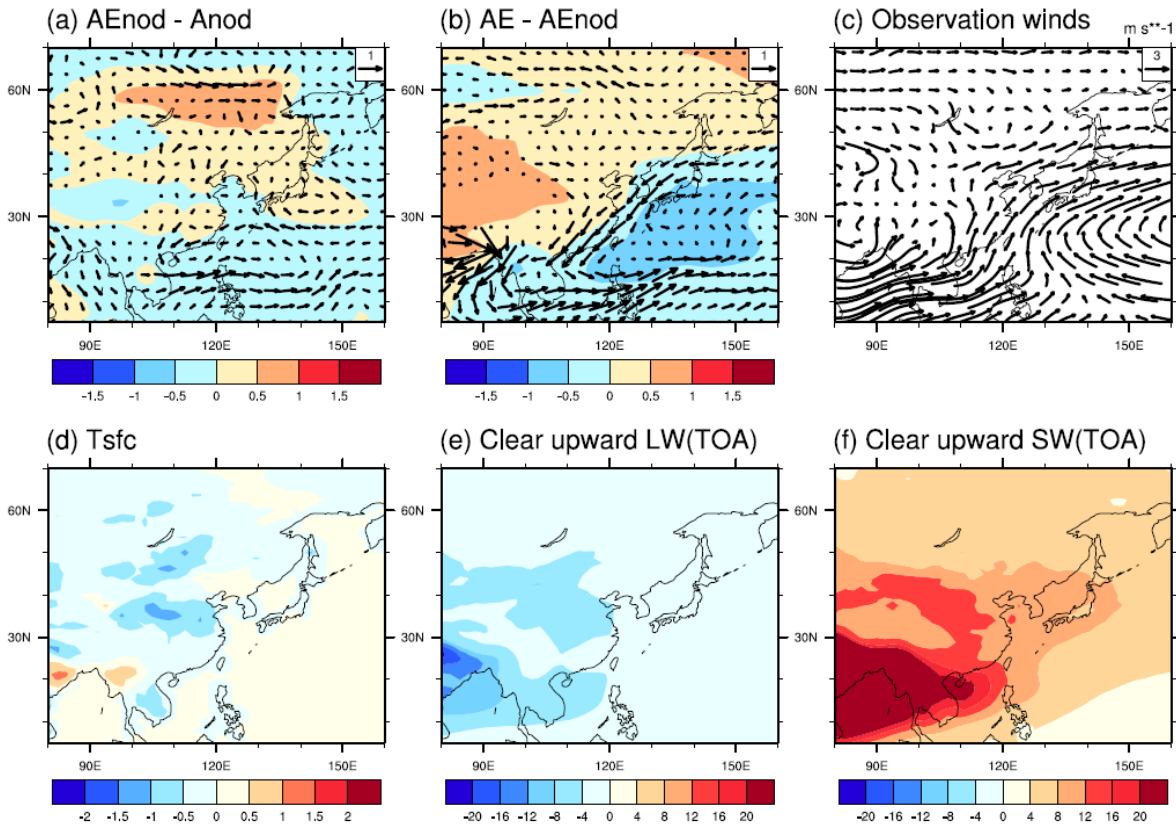 (a) AEnod - Anod
(b) AE - AEnod
(c) Observation winds
m s**-1
1
1
3
60N
60N
60N
30N
30N
30N
90E 120E 150E
90E 120E 150E
90E 120E 150E
-1.5 -1 -0.5 0 0.5 1 1.5
-1.5 -1 -0.5 0 0.5 1 1.5
(d) Tsfc
(e) Clear upward LW(TOA)
(f) Clear upward SW(TOA)
60N
60N
60N
30N
30N
30N
90E 120E 150E
90E 120E 150E
90E 120E 150E
-2 -1 -0.5 0 0.5 1 2
-20 -16 -12 -8 -4 0 4 8 12 16 20
-20 -16 -12 -8 -4 0 4 8 12 16 20